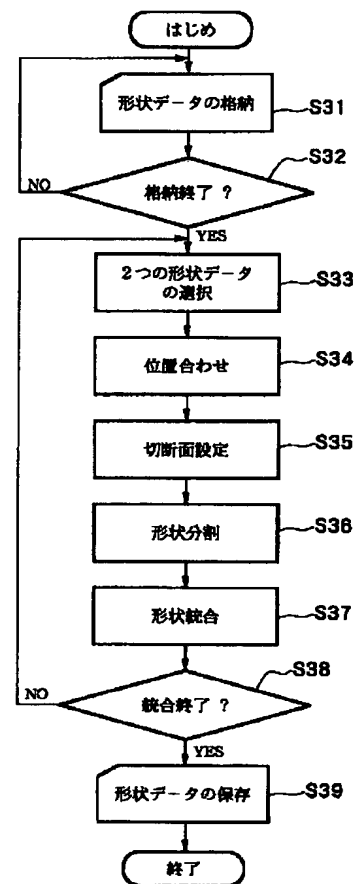 はじめ
形状データの格納
S31
格納終了 ?
S32
NO
YES
2つの形状データ
の選択
S33
位置合わせ
S34
切断面設定
S35
形状分割
S36
形状統合
S37
統合終了 ?
S38
NO
YES
形状データの保存
S39
終了